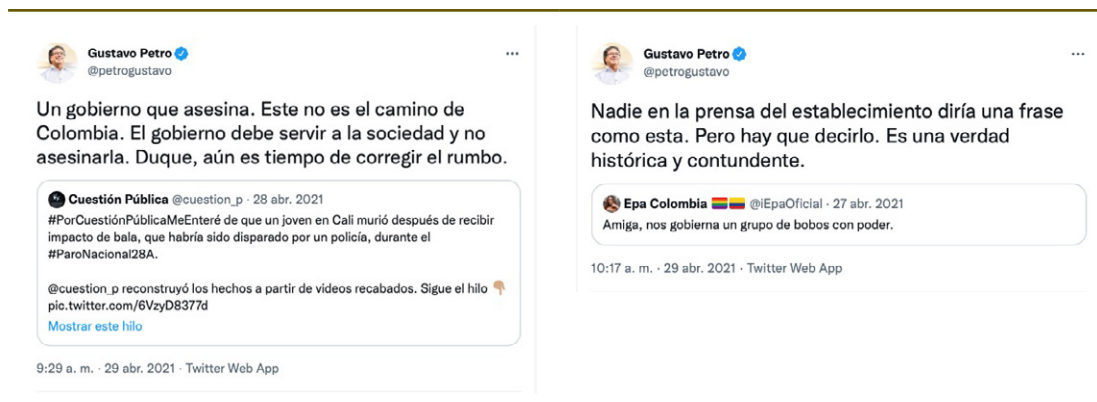 Gustavo Petro
@petrogustavo
Un gobierno que asesina. Este no es el camino de
Colombia. El gobierno debe servir a la sociedad y no
asesinarla. Duque, aún es tiempo de corregir el rumbo.
Cuestión Pública @cuestion_p · 28 abr. 2021
#PorCuestiónPúblicaMeEnteré de que un joven en Cali murió después de recibir
impacto de bala, que habría sido disparado por un policía, durante el
#ParoNacional28A.
@cuestion_p reconstruyó los hechos a partir de videos recabados. Sigue el hilo 👇🏽
pic.twitter.com/6VzyD8377d
Mostrar este hilo
9:29 a. m. · 29 abr. 2021 · Twitter Web App
Gustavo Petro
@petrogustavo
Nadie en la prensa del establecimiento diría una frase
como esta. Pero hay que decirlo. Es una verdad
histórica y contundente.
Epa Colombia 🏳️‍🌈🇨🇴 @iEpaOficial · 27 abr. 2021
Amiga, nos gobierna un grupo de bobos con poder.
10:17 a. m. · 29 abr. 2021 · Twitter Web App